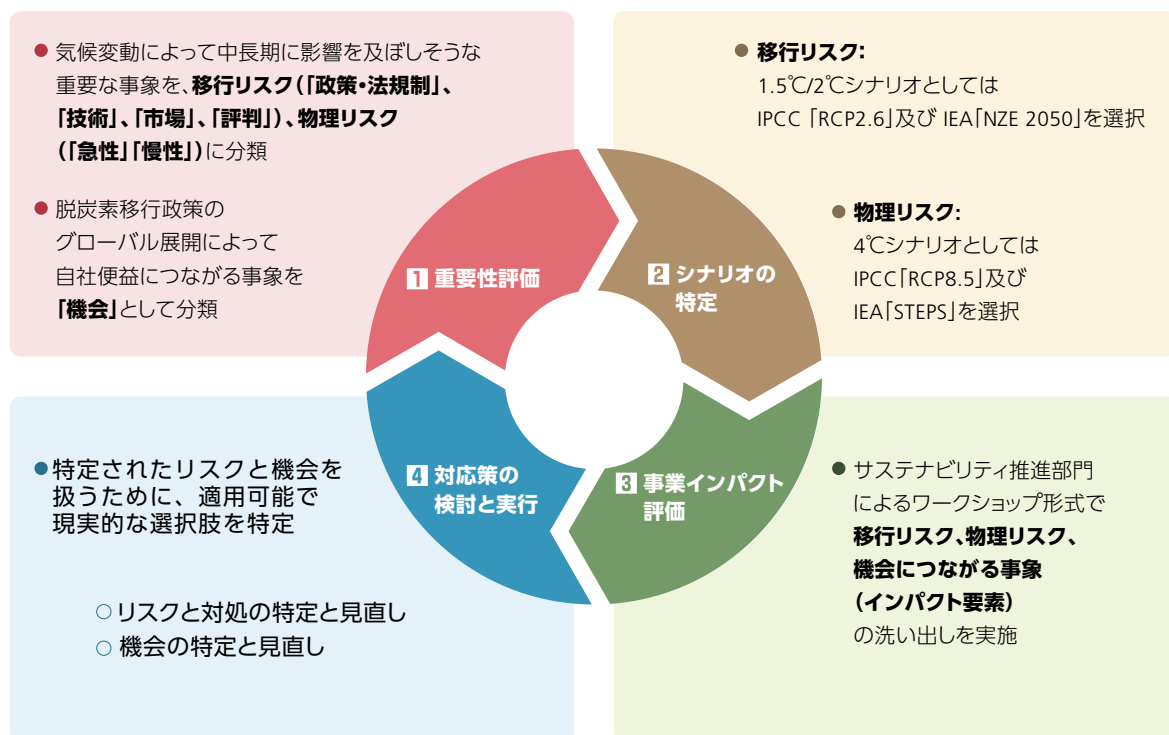 ● 気候変動によって中長期に影響を及ぼしそうな
重要な事象を、移行リスク(「政策・法規制」、
「技術」、「市場」、「評判」)、物理リスク
(「急性」「慢性」)に分類
● 脱炭素移行政策の
グローバル展開によって
自社便益につながる事象を
「機会」として分類
1 重要性評価
● 移行リスク:
1.5℃/2℃シナリオとしては
IPCC「RCP2.6」及び IEA「NZE 2050」を選択
● 物理リスク:
4℃シナリオとしては
IPCC「RCP8.5」及び
IEA「STEPS」を選択
2 シナリオの
特定
● サステナビリティ推進部門
によるワークショップ形式で
移行リスク、物理リスク、
機会につながる事象
(インパクト要素)
の洗い出しを実施
3 事業インパクト
評価
● 特定されたリスクと機会を
扱うために、適用可能で
現実的な選択肢を特定
○ リスクと対処の特定と見直し
○ 機会の特定と見直し
4 対応策の
検討と実行